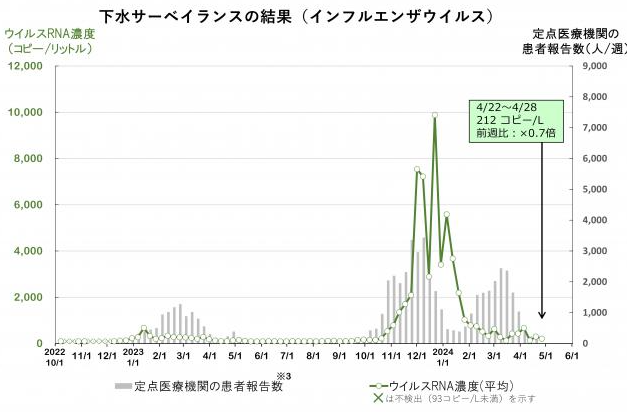 下水サーベイランスの結果（インフルエンザウイルス）
ウイルスRNA濃度
（コピー/リットル）
定点医療機関の
患者報告数(人/週)
12,000
10,000
8,000
6,000
4,000
2,000
0
9,000
8,000
7,000
6,000
5,000
4,000
3,000
2,000
1,000
0
4/22～4/28
212 コピー/L
前週比：×0.7倍
2022 2023 2024
10/1 11/1 12/1 1/1 2/1 3/1 4/1 5/1 6/1 7/1 8/1 9/1 10/1 11/1 12/1 1/1 2/1 3/1 4/1 5/1 6/1
※3
定点医療機関の患者報告数 ウイルスRNA濃度(平均)
×は不検出（93コピー/L未満）を示す